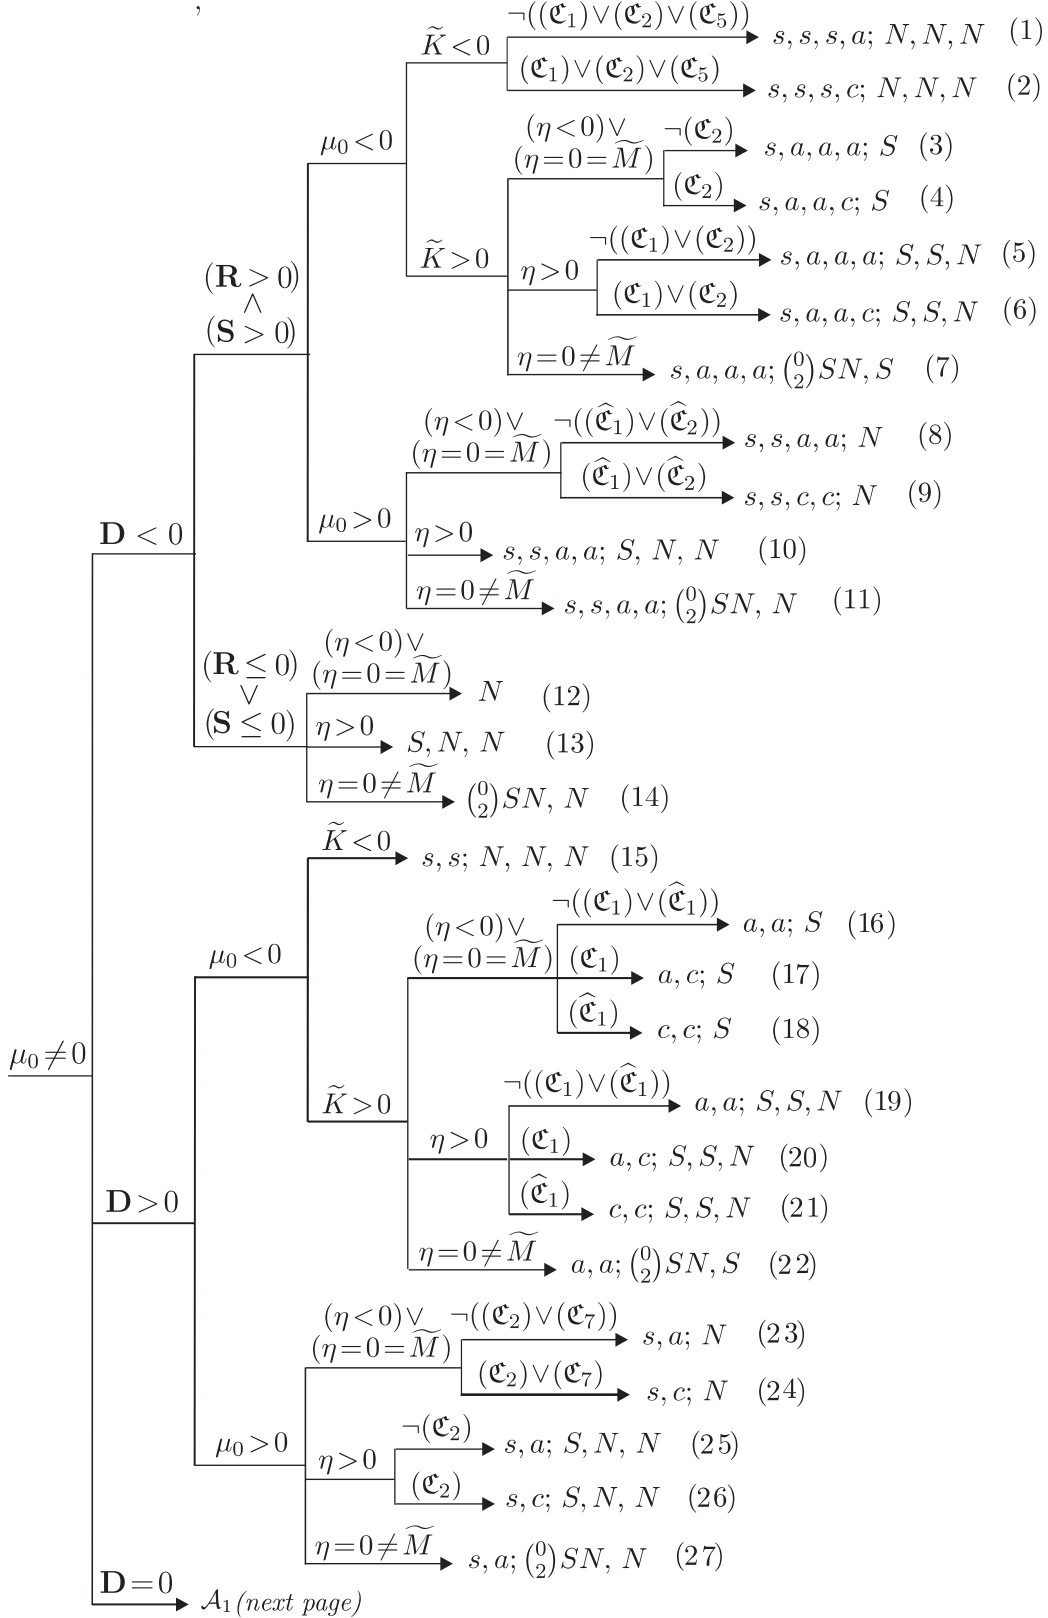 ,
¬((ℭ₁)∨(ℭ₂)∨(ℭ₅))
K̃<0
s, s, s, a; N, N, N (1)
(ℭ₁)∨(ℭ₂)∨(ℭ₅)
s, s, s, c; N, N, N (2)
μ₀<0
(η<0)∨
(η=0=M̃)
¬(ℭ₂)
s, a, a, a; S (3)
(ℭ₂)
s, a, a, c; S (4)
K̃>0
¬((ℭ₁)∨(ℭ₂))
η>0
s, a, a, a; S, S, N (5)
(ℭ₁)∨(ℭ₂)
s, a, a, c; S, S, N (6)
(R>0)
∧
(S>0)
η=0≠M̃
s, a, a, a; (0 2)SN, S (7)
(η<0)∨
(η=0=M̃)
¬((ℭ̂₁)∨(ℭ̂₂))
s, s, a, a; N (8)
(ℭ̂₁)∨(ℭ̂₂)
s, s, c, c; N (9)
μ₀>0
η>0
s, s, a, a; S, N, N (10)
D<0
η=0≠M̃
s, s, a, a; (0 2)SN, N (11)
(R≤0)
∨
(S≤0)
(η<0)∨
(η=0=M̃)
N (12)
η>0
S, N, N (13)
η=0≠M̃
(0 2)SN, N (14)
K̃<0
s, s; N, N, N (15)
μ₀<0
(η<0)∨
(η=0=M̃)
¬((ℭ₁)∨(ℭ̂₁))
a, a; S (16)
(ℭ₁)
a, c; S (17)
(ℭ̂₁)
c, c; S (18)
μ₀≠0
K̃>0
¬((ℭ₁)∨(ℭ̂₁))
a, a; S, S, N (19)
η>0
(ℭ₁)
a, c; S, S, N (20)
(ℭ̂₁)
c, c; S, S, N (21)
D>0
η=0≠M̃
a, a; (0 2)SN, S (22)
(η<0)∨
(η=0=M̃)
¬((ℭ₂)∨(ℭ₇))
s, a; N (23)
(ℭ₂)∨(ℭ₇)
s, c; N (24)
μ₀>0
η>0
¬(ℭ₂)
s, a; S, N, N (25)
(ℭ₂)
s, c; S, N, N (26)
η=0≠M̃
s, a; (0 2)SN, N (27)
D=0
𝒜₁(next page)